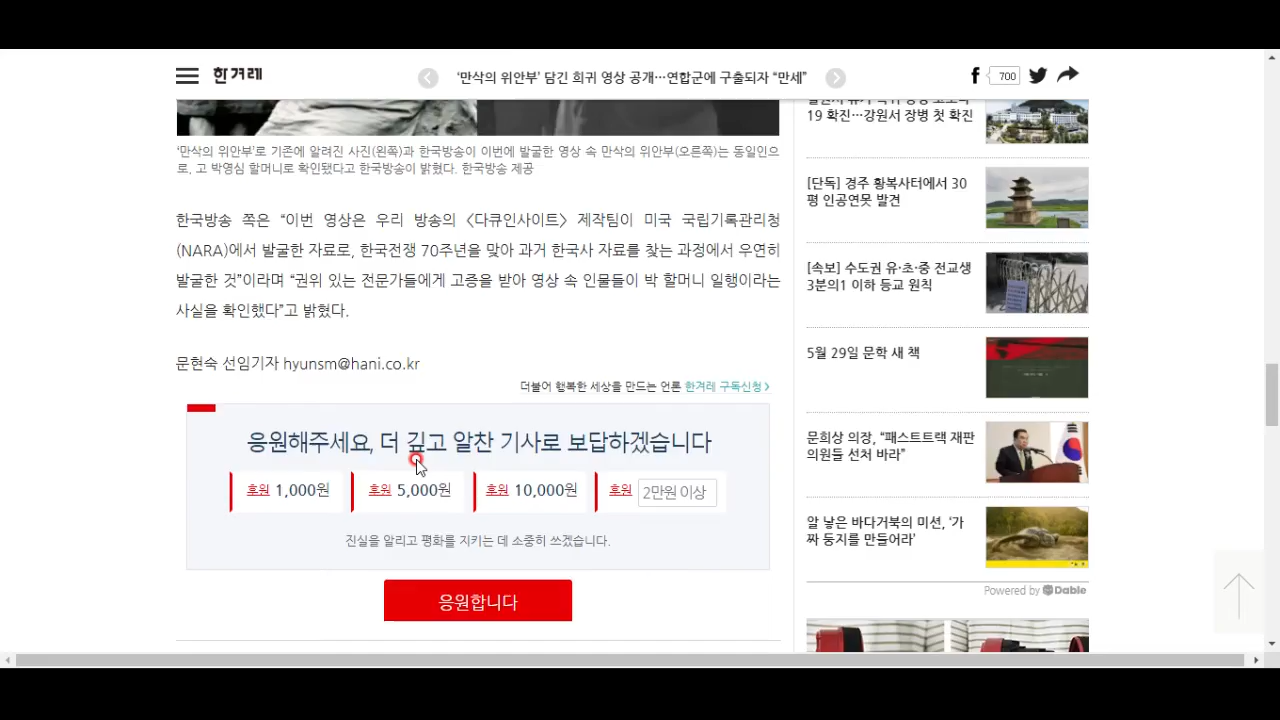 한겨레
‘만삭의 위안부’ 담긴 희귀 영상 공개…연합군에 구출되자 “만세”
700
‘만삭의 위안부’로 기존에 알려진 사진(왼쪽)과 한국방송이 이번에 발굴한 영상 속 만삭의 위안부(오른쪽)는 동일인으
로, 고 박영심 할머니로 확인됐다고 한국방송이 밝혔다. 한국방송 제공
한국방송 쪽은 “이번 영상은 우리 방송의 〈다큐인사이트〉 제작팀이 미국 국립기록관리청
(NARA)에서 발굴한 자료로, 한국전쟁 70주년을 맞아 과거 한국사 자료를 찾는 과정에서 우연히
발굴한 것”이라며 “권위 있는 전문가들에게 고증을 받아 영상 속 인물들이 박 할머니 일행이라는
사실을 확인했다”고 밝혔다.
문현숙 선임기자 hyunsm@hani.co.kr
더불어 행복한 세상을 만드는 언론 한겨레 구독신청
응원해주세요, 더 깊고 알찬 기사로 보답하겠습니다
후원 1,000원 후원 5,000원 후원 10,000원 후원 2만원 이상
진실을 알리고 평화를 지키는 데 소중히 쓰겠습니다.
응원합니다
19 확진…강원서 장병 첫 확진
[단독] 경주 황복사터에서 30
평 인공연못 발견
[속보] 수도권 유·초·중 전교생
3분의1 이하 등교 원칙
5월 29일 문학 새 책
문희상 의장, “패스트트랙 재판
의원들 선처 바라”
알 낳은 바다거북의 미션, ‘가
짜 둥지를 만들어라’
Powered by Dable